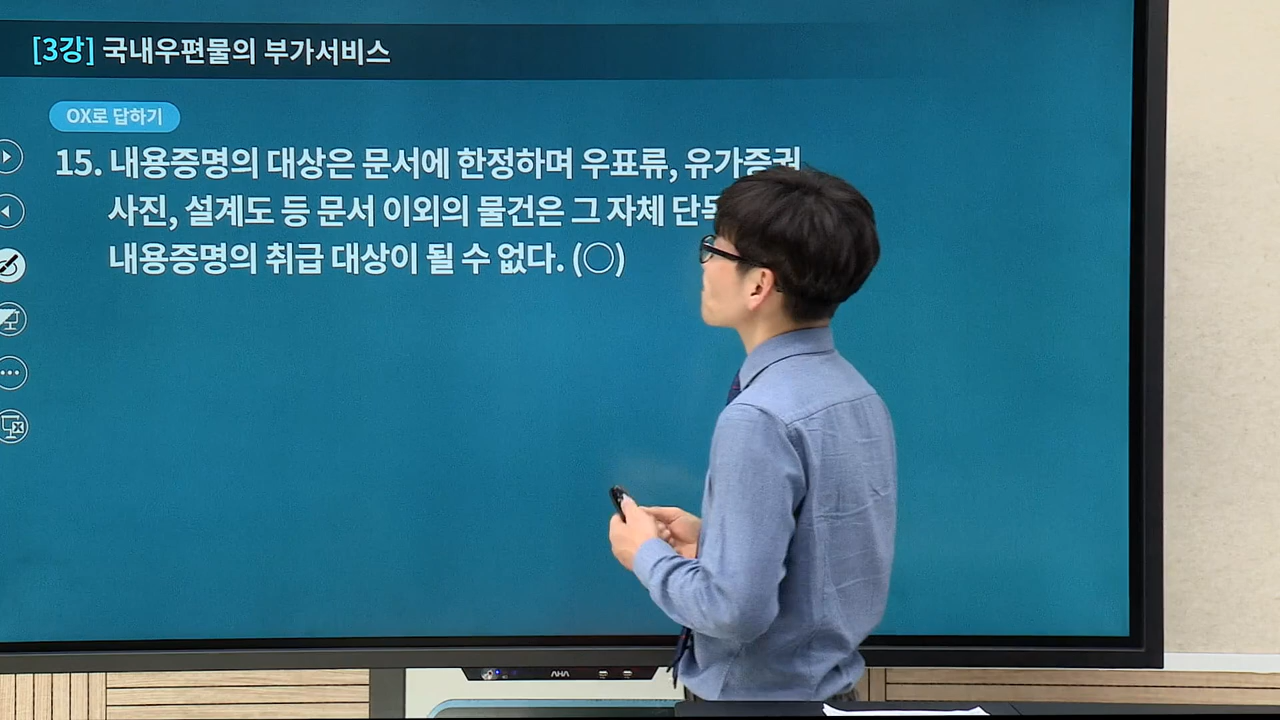 [3강] 국내우편물의 부가서비스
OX로 답하기
15. 내용증명의 대상은 문서에 한정하며 우표류, 유가증권
사진, 설계도 등 문서 이외의 물건은 그 자체
내용증명의 취급 대상이 될 수 없다. (○)
AHA